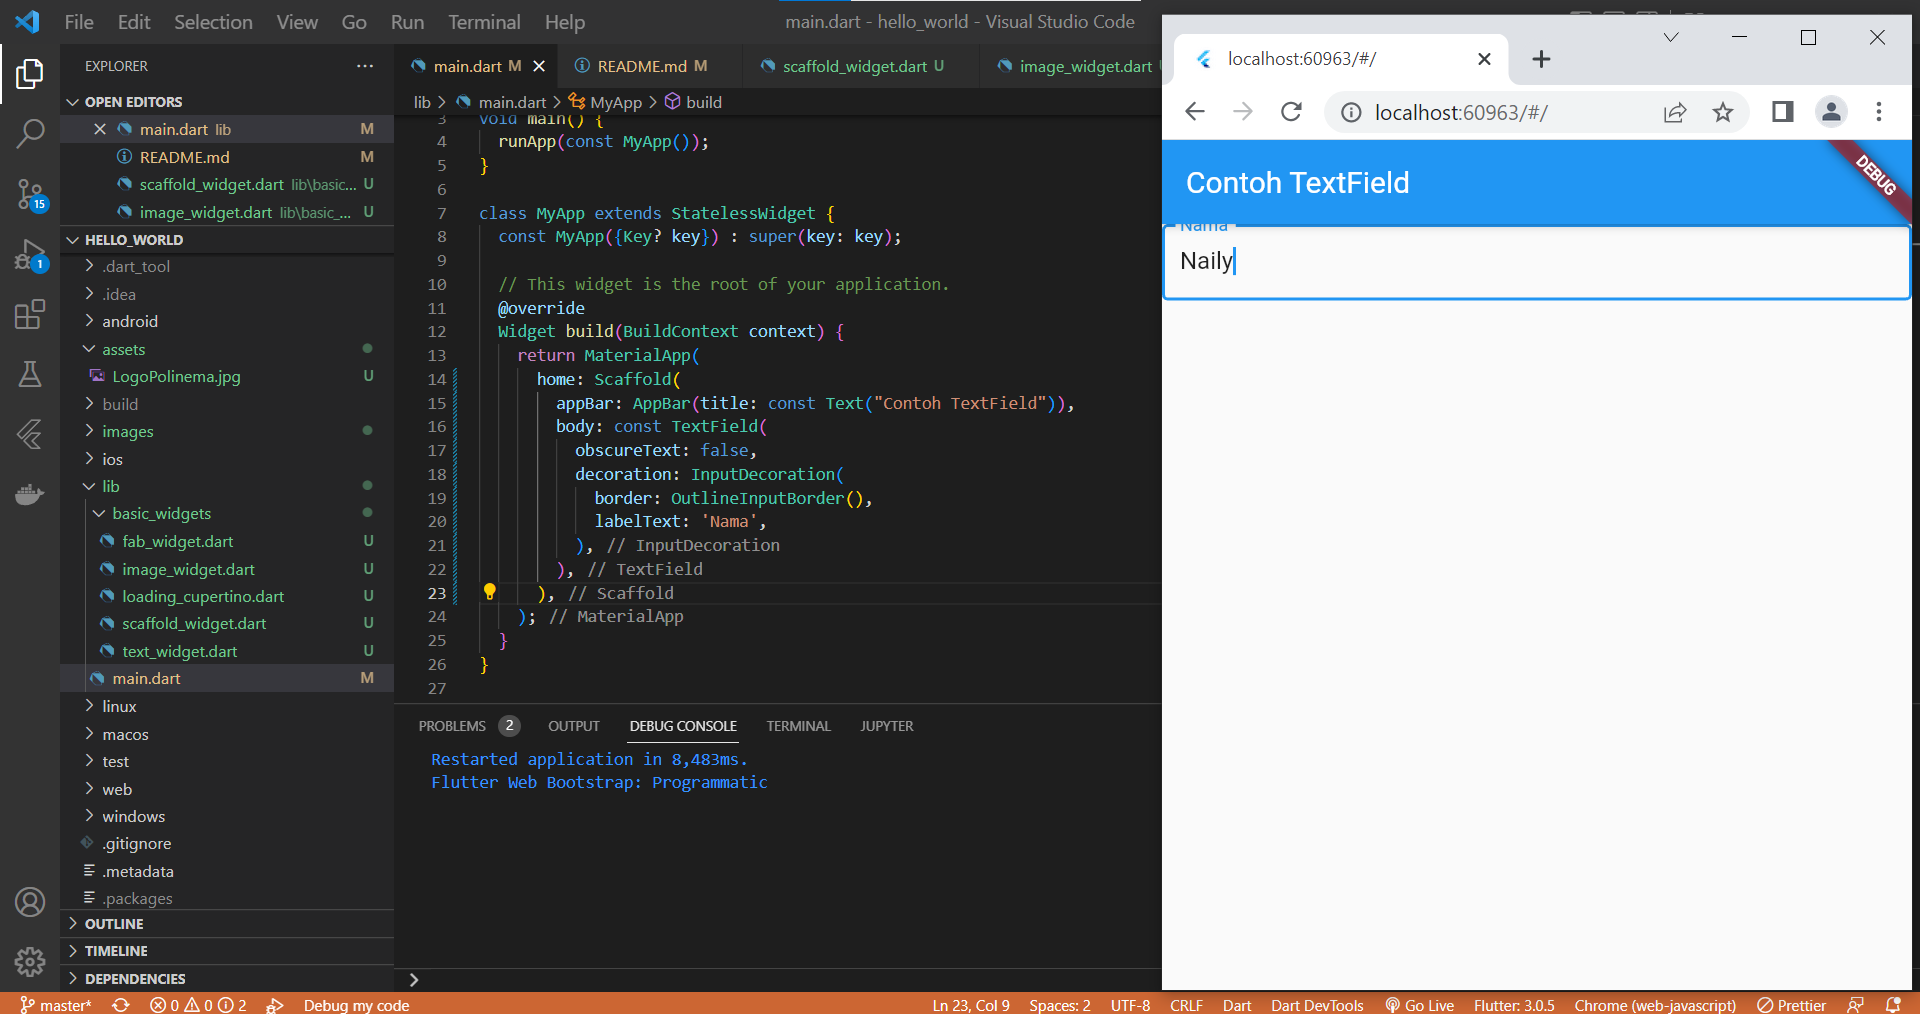 File Edit Selection View Go Run Terminal Help
main.dart - hello_world - Visual Studio Code
EXPLORER
OPEN EDITORS
main.dart lib M
README.md M
scaffold_widget.dart lib\basic... U
image_widget.dart lib\basic_... U
HELLO_WORLD
.dart_tool
.idea
android
assets
LogoPolinema.jpg U
build
images
ios
lib
basic_widgets
fab_widget.dart U
image_widget.dart U
loading_cupertino.dart U
scaffold_widget.dart U
text_widget.dart U
main.dart M
linux
macos
test
web
windows
.gitignore
.metadata
.packages
OUTLINE
TIMELINE
DEPENDENCIES
15
1
main.dart M README.md M scaffold_widget.dart U image_widget.dart
lib > main.dart > MyApp > build
3 void main() {
4 runApp(const MyApp());
5 }
6
7 class MyApp extends StatelessWidget {
8 const MyApp({Key? key}) : super(key: key);
9
10 // This widget is the root of your application.
11 @override
12 Widget build(BuildContext context) {
13 return MaterialApp(
14 home: Scaffold(
15 appBar: AppBar(title: const Text("Contoh TextField")),
16 body: const TextField(
17 obscureText: false,
18 decoration: InputDecoration(
19 border: OutlineInputBorder(),
20 labelText: 'Nama',
21 ), // InputDecoration
22 ), // TextField
23 ), // Scaffold
24 ); // MaterialApp
25 }
26 }
27
PROBLEMS 2 OUTPUT DEBUG CONSOLE TERMINAL JUPYTER
Restarted application in 8,483ms.
Flutter Web Bootstrap: Programmatic
localhost:60963/#/
localhost:60963/#/
Contoh TextField
DEBUG
Nama
Naily
master* 0 0 2 Debug my code Ln 23, Col 9 Spaces: 2 UTF-8 CRLF Dart Dart DevTools Go Live Flutter: 3.0.5 Chrome (web-javascript) Prettier